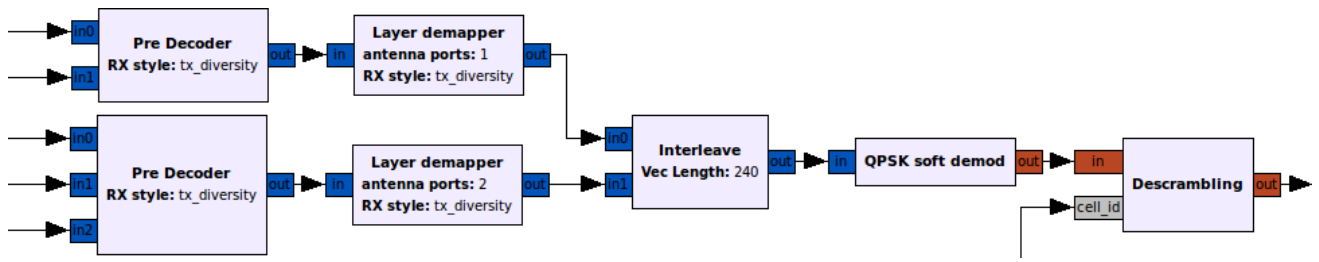 in0
in1
Pre Decoder
RX style: tx_diversity
out
in
Layer demapper
antenna ports: 1
RX style: tx_diversity
out
in0
in1
in2
Pre Decoder
RX style: tx_diversity
out
in
Layer demapper
antenna ports: 2
RX style: tx_diversity
out
in0
in1
Interleave
Vec Length: 240
out
in
QPSK soft demod
out
in
cell_id
Descrambling
out